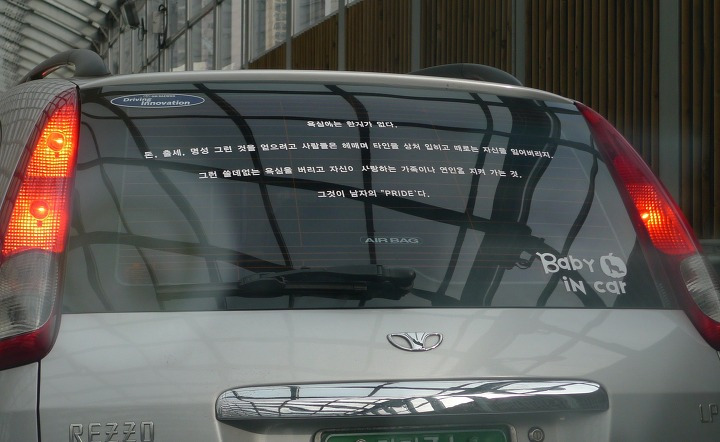 Driving
innovation
욕심에는 한계가 없다.
돈, 출세, 명성 그런 것을 얻으려고 사람들은 헤매며 타인을 상처 입히고 때로는 자신을 잃어버리지.
그런 쓸데없는 욕심을 버리고 자신이 사랑하는 가족이나 연인을 지켜 가는 것.
그것이 남자의 "PRIDE'다.
AIR BAG
Baby
iN car
REZZO